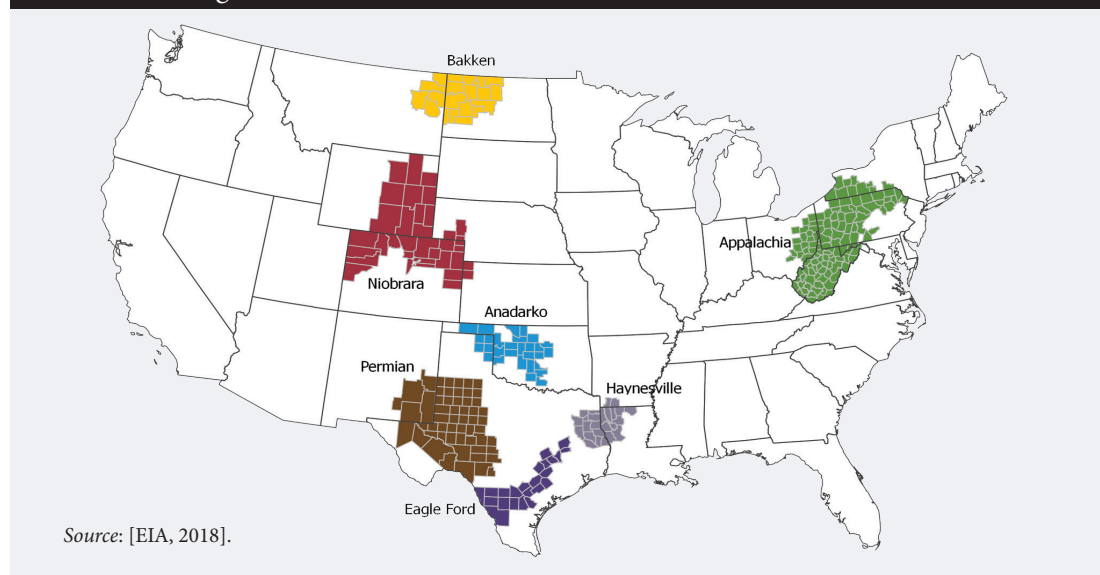 Bakken
Appalachia
Niobrara
Anadarko
Permian
Haynesville
Eagle Ford
Source: [EIA, 2018].